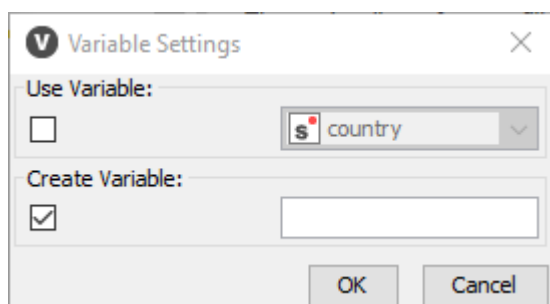 V Variable Settings
Use Variable:
s country
Create Variable:
OK Cancel